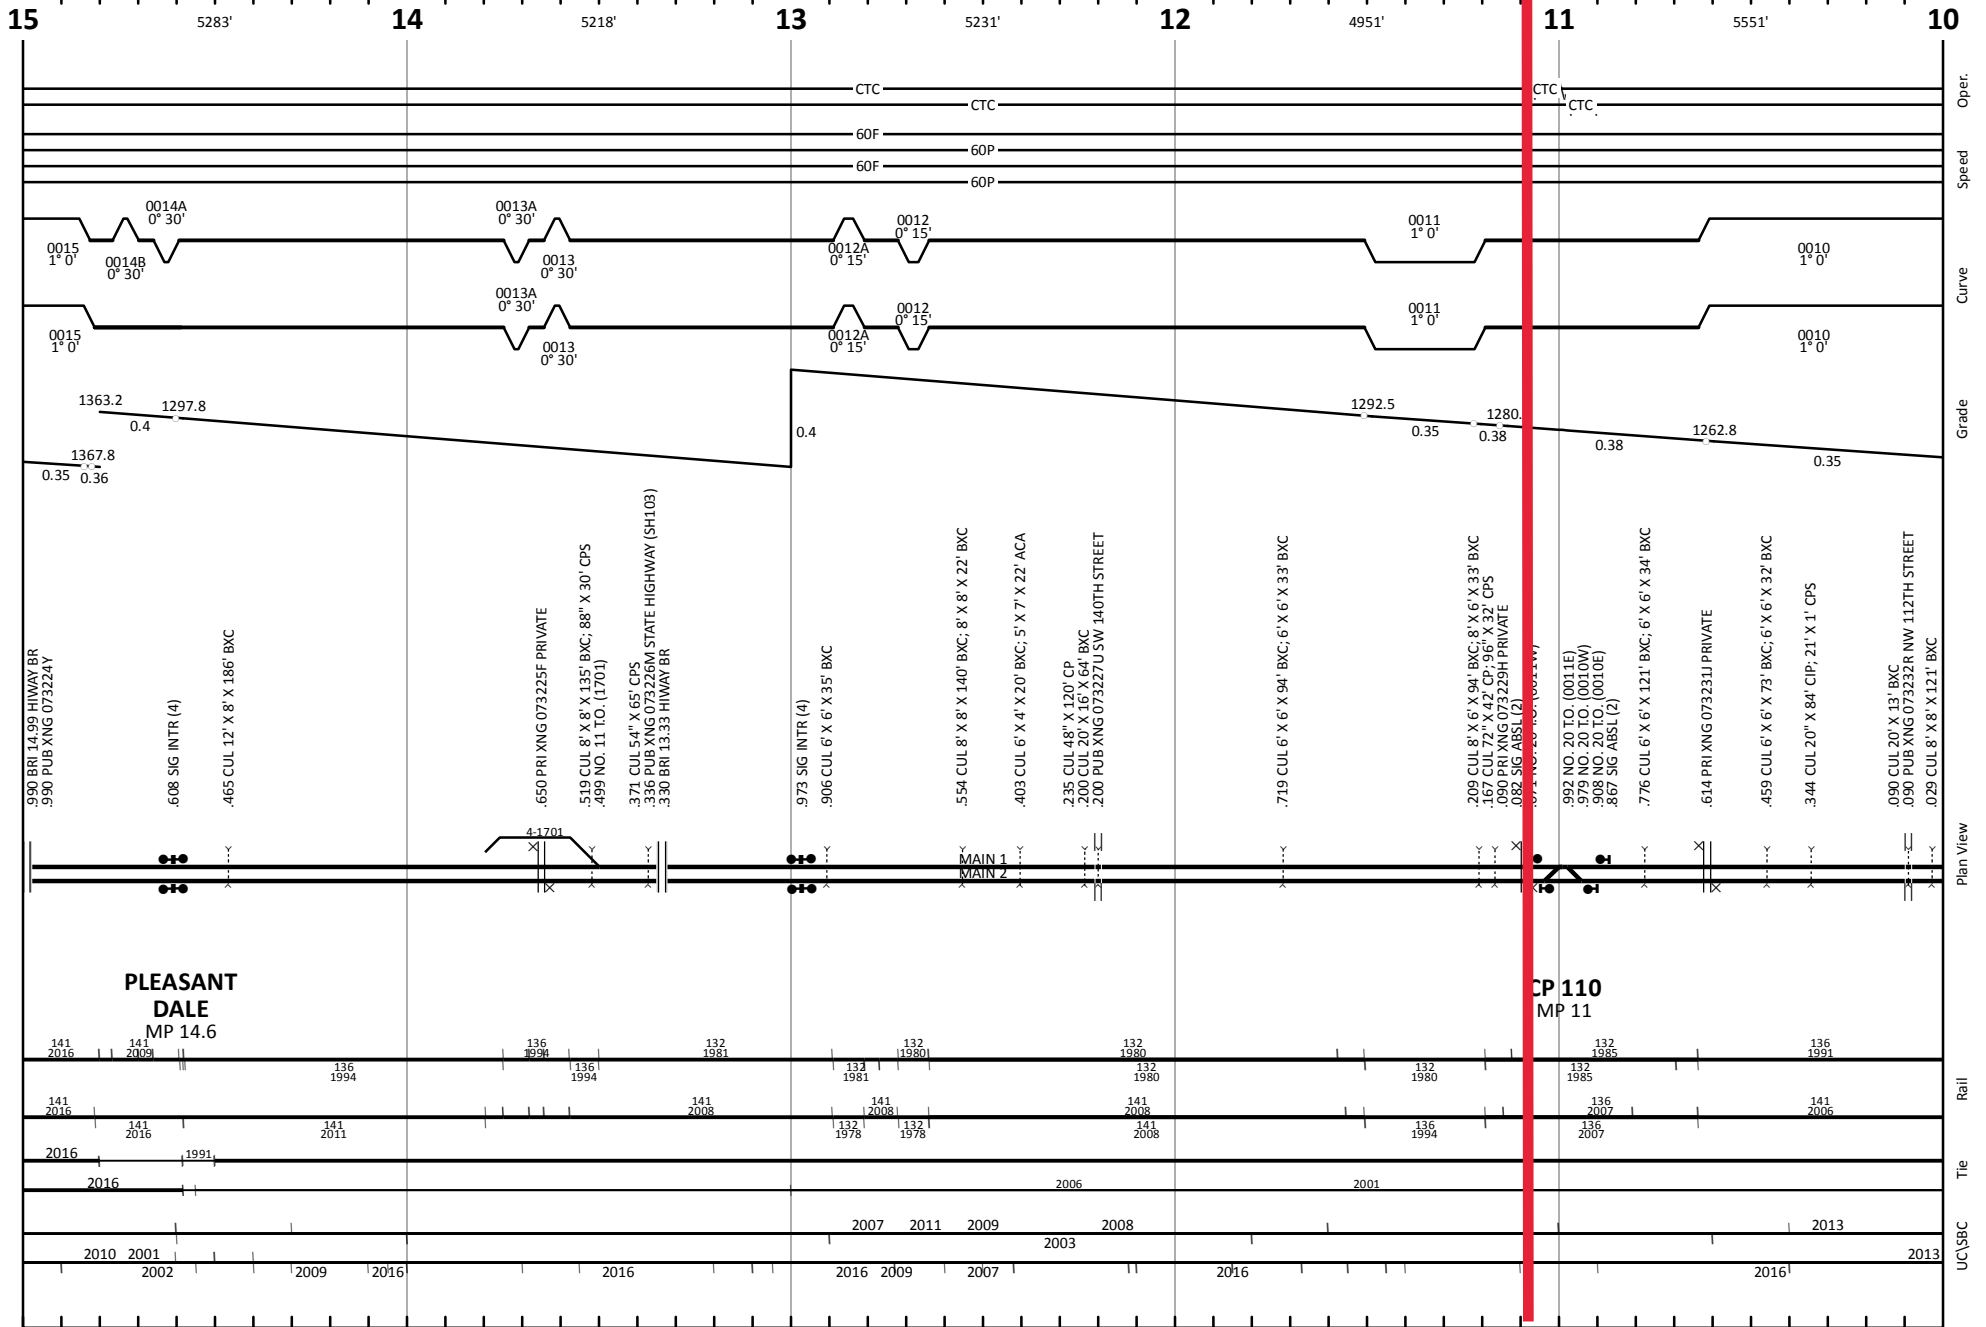 15 5283' 14 5218' 13 5231' 12 4951' 11 5551' 10
CTC CTC
CTC CTC
Oper.
60F
60P
60F
60P
Speed
0014A 0013A
0° 30' 0° 30'
0012 0011
0° 15' 1° 0'
0015 0014B 0013 0012A 0010
1° 0' 0° 30' 0° 30' 0° 15' 1° 0'
Curve
0013A 0012 0011
0° 30' 0° 15' 1° 0'
0015 0013 0012A 0010
1° 0' 0° 30' 0° 15' 1° 0'
1363.2 1297.8 1292.5 1280. 1262.8
0.4 0.4 0.35 0.38 0.38 0.35
1367.8
0.35 0.36
Grade
.990 BRI 14.99 HIWAY BR
.990 PUB XNG 073224Y
.608 SIG INTR (4)
.465 CUL 12' X 8' X 186' BXC
.650 PRI XNG 073225F PRIVATE
.519 CUL 8' X 8' X 135' BXC; 88" X 30' CPS
.499 NO. 11 T.O. (1701)
.371 CUL 54" X 65' CPS
.336 PUB XNG 073226M STATE HIGHWAY (SH103)
.330 BRI 13.33 HIWAY BR
.973 SIG INTR (4)
.906 CUL 6' X 6' X 35' BXC
.554 CUL 8' X 8' X 140' BXC; 8' X 8' X 22' BXC
.403 CUL 6' X 4' X 20' BXC; 5' X 7' X 22' ACA
.235 CUL 48" X 120' CP
.200 CUL 20' X 16' X 64' BXC
.200 PUB XNG 073227U SW 140TH STREET
.719 CUL 6' X 6' X 94' BXC; 6' X 6' X 33' BXC
.209 CUL 8' X 6' X 94' BXC; 8' X 6' X 33' BXC
.167 CUL 72" X 42' CP; 96" X 32' CPS
.090 PRI XNG 073229H PRIVATE
.082 SIG ABSL (2)
.992 NO. 20 T.O. (0011E)
.979 NO. 20 T.O. (0010W)
.908 NO. 20 T.O. (0010E)
.867 SIG ABSL (2)
.776 CUL 6' X 6' X 121' BXC; 6' X 6' X 34' BXC
.614 PRI XNG 073231J PRIVATE
.459 CUL 6' X 6' X 73' BXC; 6' X 6' X 32' BXC
.344 CUL 20" X 84' CIP; 21' X 1' CPS
.090 CUL 20' X 13' BXC
.090 PUB XNG 073232R NW 112TH STREET
.029 CUL 8' X 8' X 121' BXC
4-1701
MAIN 1
MAIN 2
Plan View
PLEASANT
DALE
MP 14.6
CP 110
MP 11
141 141 136 132 132 132 132 136
2016 2009 1994 1981 1980 1980 1985 1991
136 136 132 132 132 132
1994 1994 1981 1980 1980 1985
Rail
141 141 141 141 136 141
2016 2008 2008 2008 2007 2006
141 141 132 132 141 136 136
2016 2011 1978 1978 2008 1994 2007
2016 1991
2016 2006 2001
Tie
2007 2011 2009 2008 2013
2003
2010 2001 2013
2002 2009 2016 2016 2016 2009 2007 2016 2016
UC\SBC